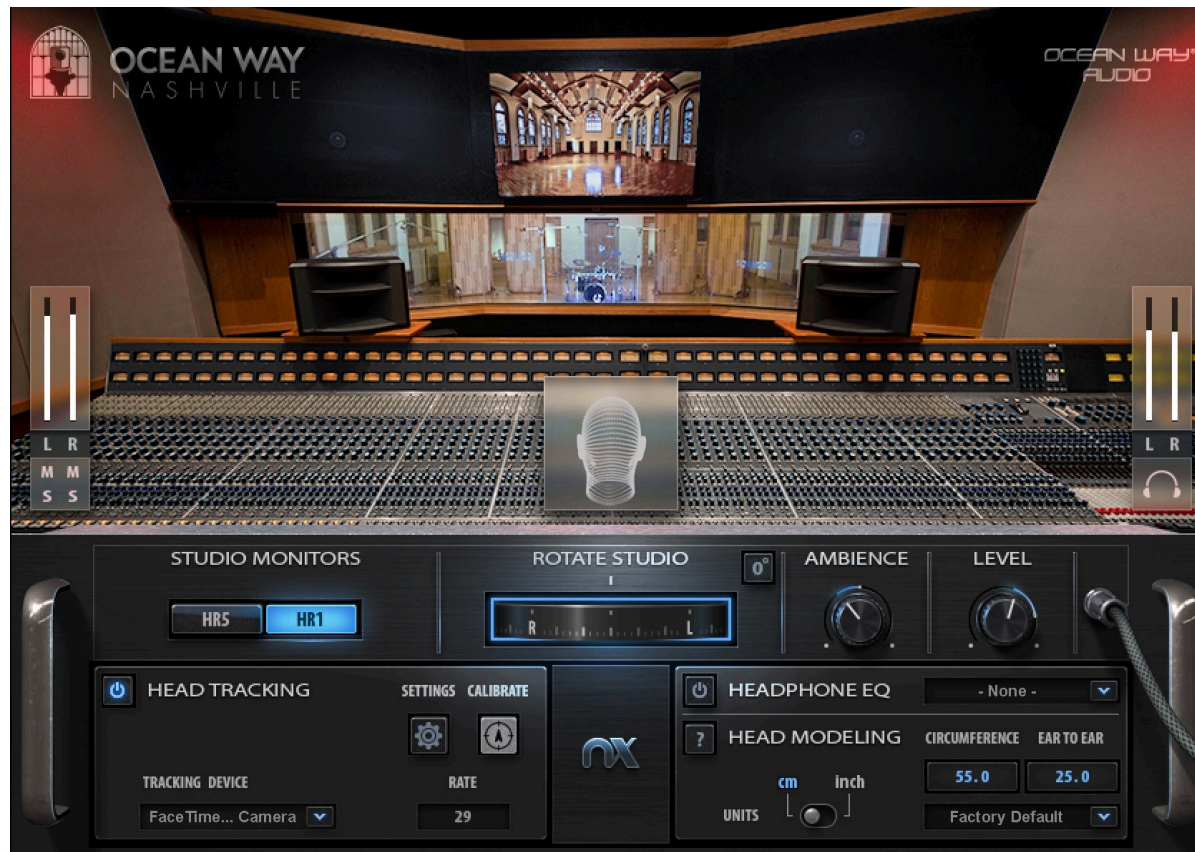 OCEAN WAY
NASHVILLE
OCEAN WAY
AUDIO
L R
M M
S S
L R
STUDIO MONITORS
HR5 HR1
ROTATE STUDIO
0°
R L
AMBIENCE
LEVEL
HEAD TRACKING
SETTINGS CALIBRATE
TRACKING DEVICE
FaceTime... Camera
RATE
29
NX
HEADPHONE EQ
- None -
?
HEAD MODELING
CIRCUMFERENCE EAR TO EAR
55.0 25.0
cm inch
UNITS
Factory Default